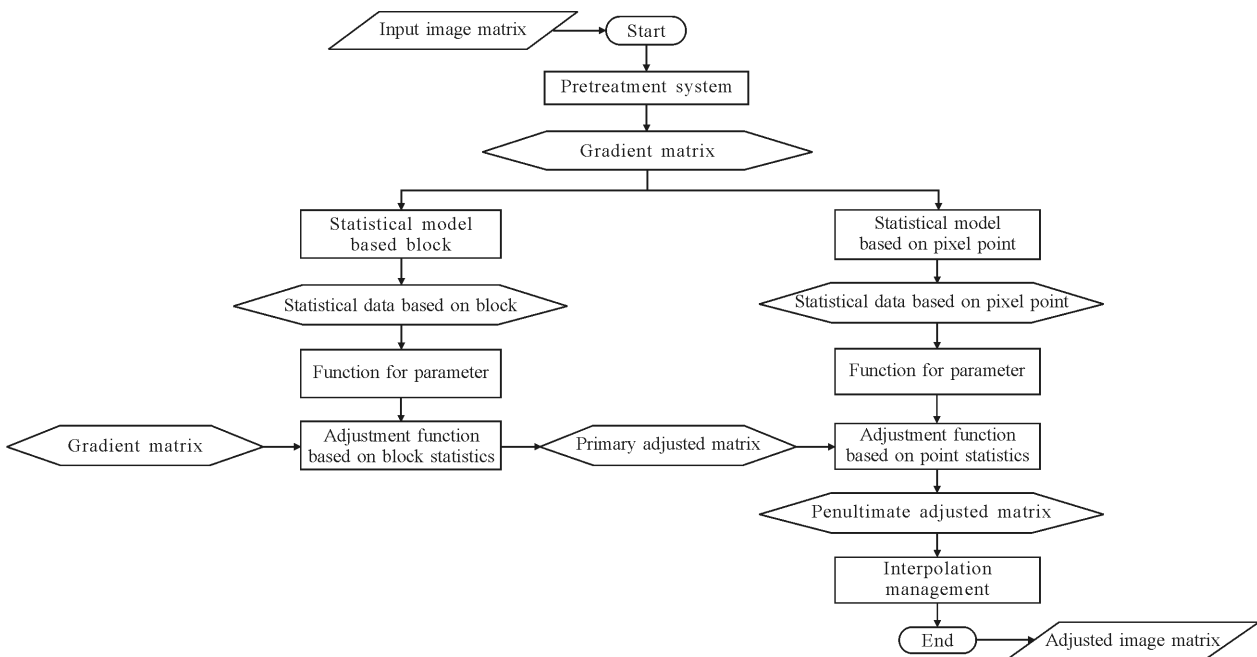 Input image matrix
Start
Pretreatment system
Gradient matrix
Statistical model
based block
Statistical model
based on pixel point
Statistical data based on block
Statistical data based on pixel point
Function for parameter
Function for parameter
Gradient matrix
Adjustment function
based on block statistics
Primary adjusted matrix
Adjustment function
based on point statistics
Penultimate adjusted matrix
Interpolation
management
End
Adjusted image matrix